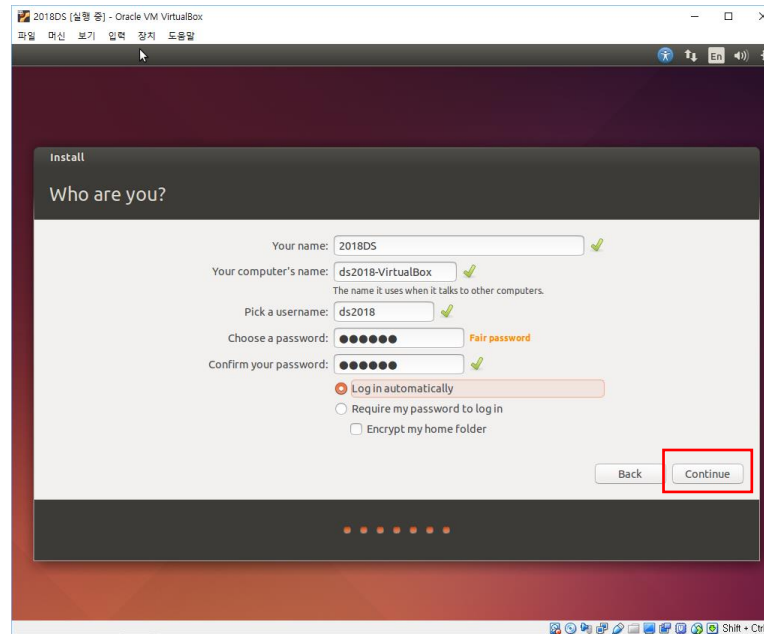 2018DS [실행 중] - Oracle VM VirtualBox
파일 머신 보기 입력 장치 도움말
En
Install
Who are you?
Your name: 2018DS
Your computer's name: ds2018-VirtualBox
The name it uses when it talks to other computers.
Pick a username: ds2018
Choose a password: ●●●●●● Fair password
Confirm your password: ●●●●●●
Log in automatically
Require my password to log in
Encrypt my home folder
Back Continue
Shift + Ctrl